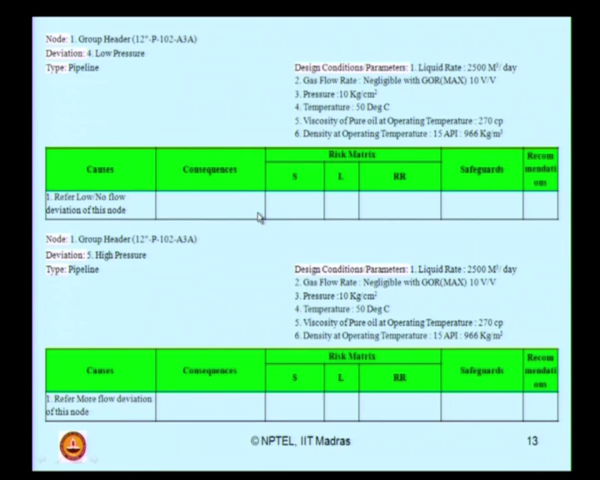 Node: 1. Group Header (12"-P-102-A3A)
Deviation: 4. Low Pressure
Type: Pipeline
Design Conditions/Parameters: 1. Liquid Rate : 2500 M³/ day
2. Gas Flow Rate : Negligible with GOR(MAX) 10 V/V
3. Pressure :10 Kg/cm²
4. Temperature : 50 Deg C
5. Viscosity of Pure oil at Operating Temperature : 270 cp
6. Density at Operating Temperature : 15 API : 966 Kg/m³
Causes
Consequences
Risk Matrix
S
L
RR
Safeguards
Recom
mendati
ons
1. Refer Low/No flow
deviation of this node
Node: 1. Group Header (12"-P-102-A3A)
Deviation: 5. High Pressure
Type: Pipeline
Design Conditions/Parameters: 1. Liquid Rate : 2500 M³/ day
2. Gas Flow Rate : Negligible with GOR(MAX) 10 V/V
3. Pressure :10 Kg/cm²
4. Temperature : 50 Deg C
5. Viscosity of Pure oil at Operating Temperature : 270 cp
6. Density at Operating Temperature : 15 API : 966 Kg/m³
Causes
Consequences
Risk Matrix
S
L
RR
Safeguards
Recom
mendati
ons
1. Refer More flow deviation
of this node
© NPTEL, IIT Madras
13